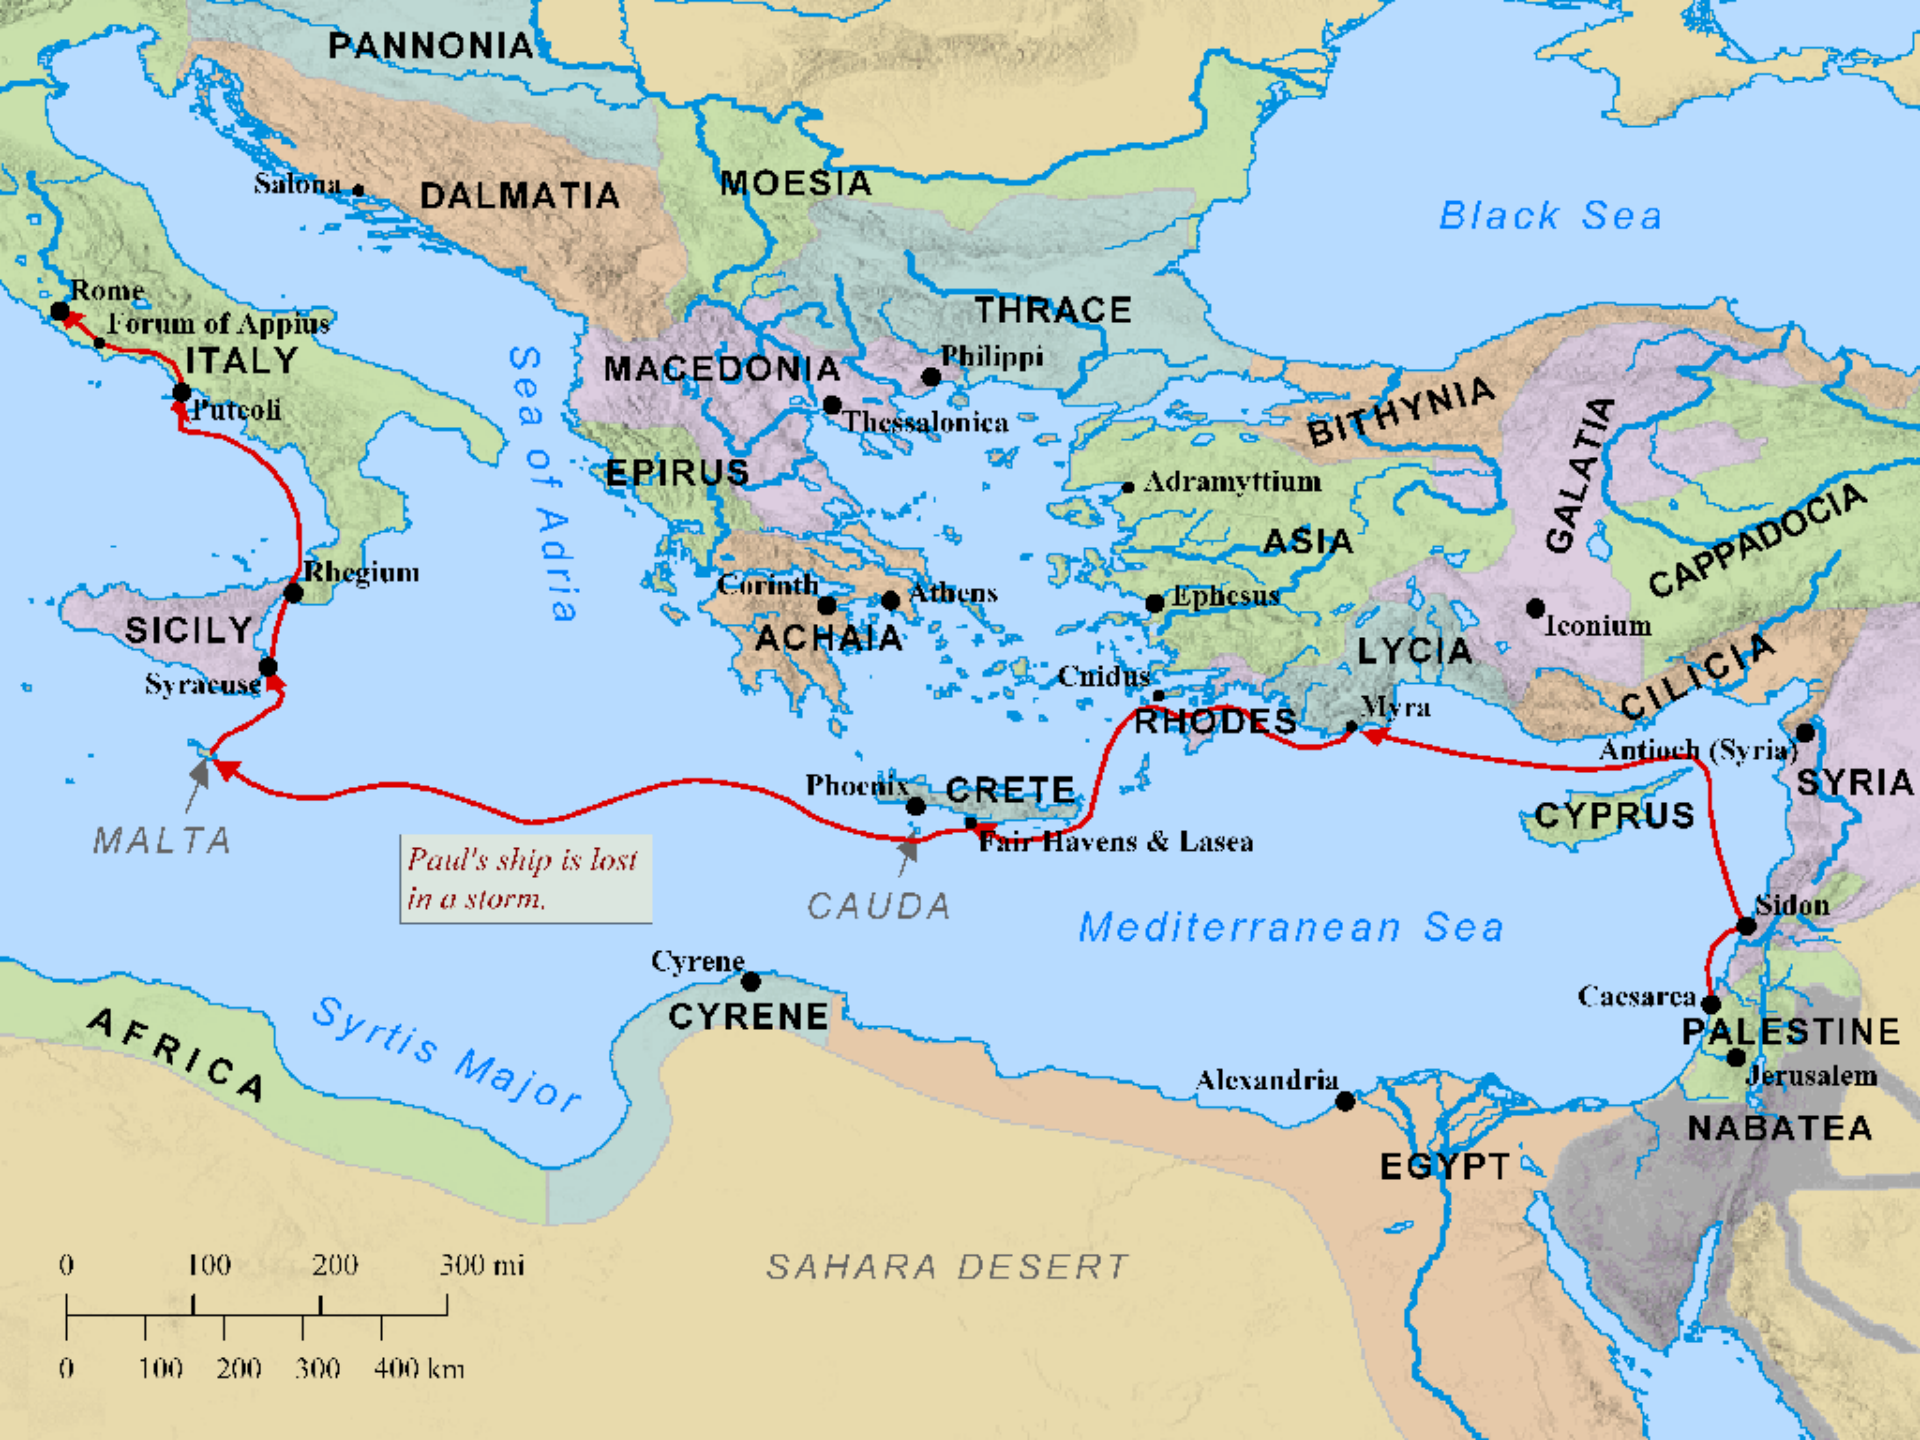 PANNONIA
Salona
DALMATIA
MOESIA
Black Sea
Rome
Forum of Appius
ITALY
Puteoli
Sea of Adria
THRACE
MACEDONIA
Philippi
Thessalonica
BITHYNIA
GALATIA
EPIRUS
Adramyttium
ASIA
CAPPADOCIA
Rhegium
Corinth
Athens
Ephesus
Iconium
SICILY
ACHAIA
LYCIA
CILICIA
Syracuse
Cnidus
RHODES
Myra
Antioch (Syria)
SYRIA
Phoenix
CRETE
CYPRUS
MALTA
Fair Havens & Lasea
Paul's ship is lost
in a storm.
CAUDA
Mediterranean Sea
Sidon
Cyrene
CYRENE
Caesarea
PALESTINE
AFRICA
Syrtis Major
Alexandria
Jerusalem
NABATEA
EGYPT
SAHARA DESERT
0 100 200 300 mi
0 100 200 300 400 km